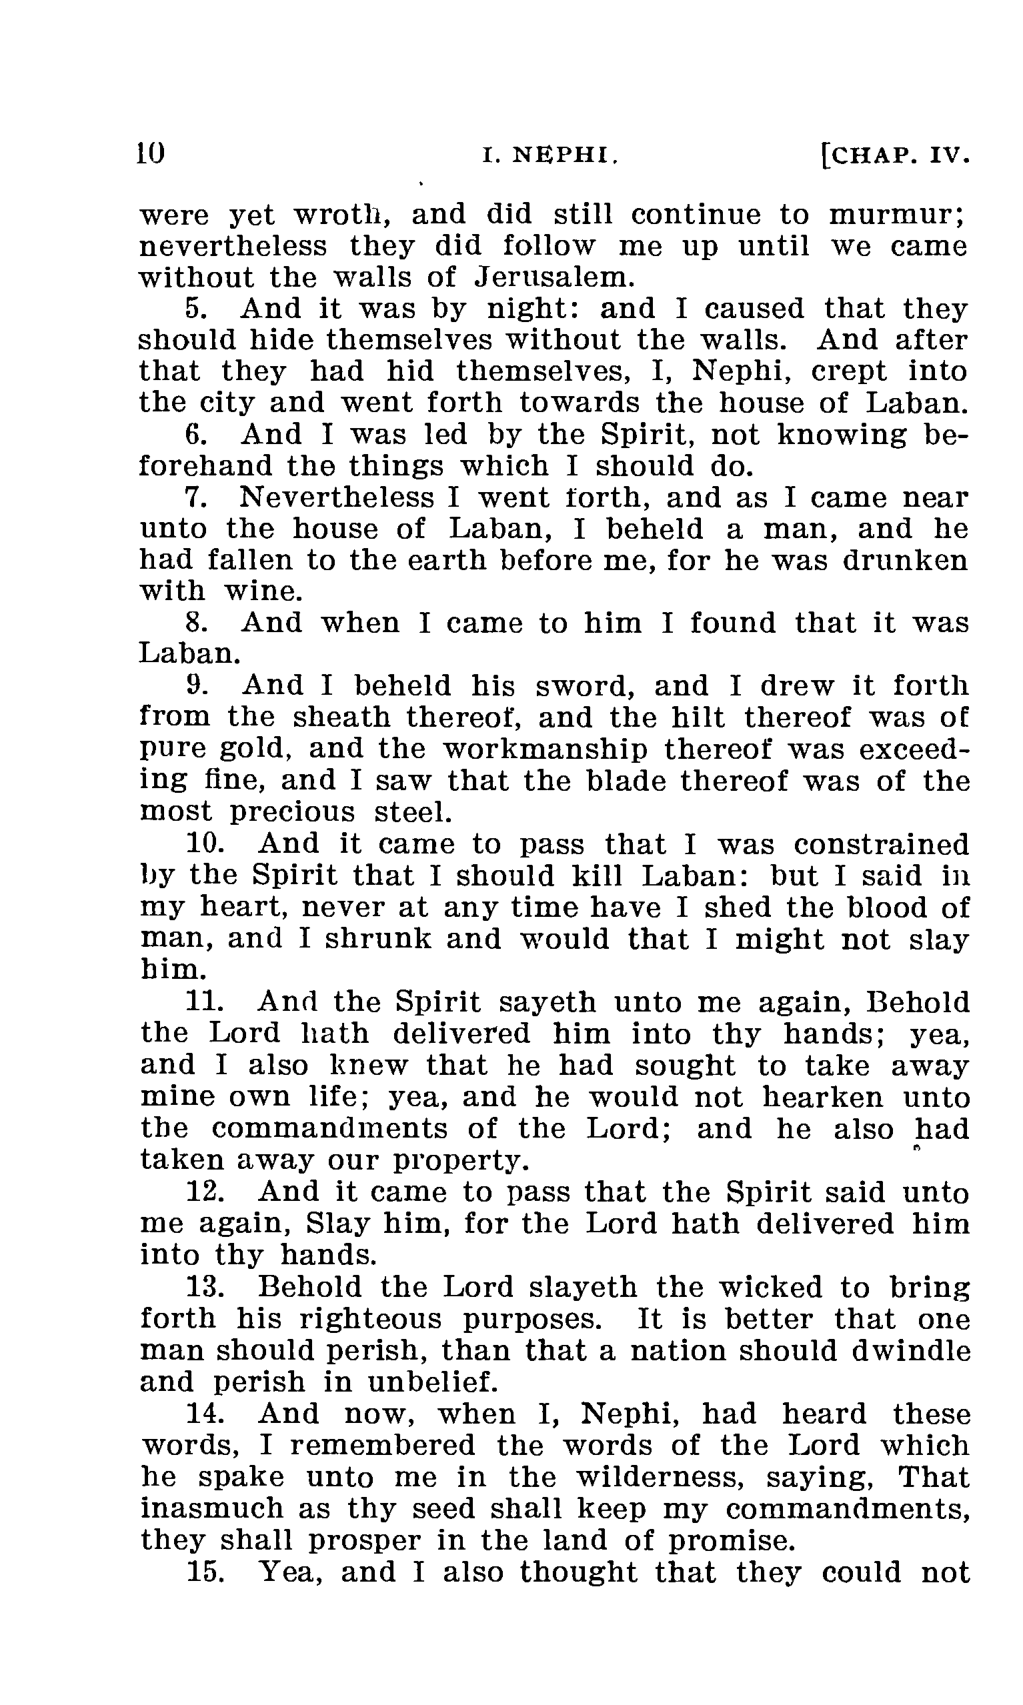 10 I. NEPHI. [CHAP. IV.
were yet wroth, and did still continue to murmur;
nevertheless they did follow me up until we came
without the walls of Jerusalem.
5. And it was by night: and I caused that they
should hide themselves without the walls. And after
that they had hid themselves, I, Nephi, crept into
the city and went forth towards the house of Laban.
6. And I was led by the Spirit, not knowing be-
forehand the things which I should do.
7. Nevertheless I went forth, and as I came near
unto the house of Laban, I beheld a man, and he
had fallen to the earth before me, for he was drunken
with wine.
8. And when I came to him I found that it was
Laban.
9. And I beheld his sword, and I drew it forth
from the sheath thereof, and the hilt thereof was of
pure gold, and the workmanship thereof was exceed-
ing fine, and I saw that the blade thereof was of the
most precious steel.
10. And it came to pass that I was constrained
by the Spirit that I should kill Laban: but I said in
my heart, never at any time have I shed the blood of
man, and I shrunk and would that I might not slay
him.
11. And the Spirit sayeth unto me again, Behold
the Lord hath delivered him into thy hands; yea,
and I also knew that he had sought to take away
mine own life; yea, and he would not hearken unto
the commandments of the Lord; and he also had
taken away our property.
12. And it came to pass that the Spirit said unto
me again, Slay him, for the Lord hath delivered him
into thy hands.
13. Behold the Lord slayeth the wicked to bring
forth his righteous purposes. It is better that one
man should perish, than that a nation should dwindle
and perish in unbelief.
14. And now, when I, Nephi, had heard these
words, I remembered the words of the Lord which
he spake unto me in the wilderness, saying, That
inasmuch as thy seed shall keep my commandments,
they shall prosper in the land of promise.
15. Yea, and I also thought that they could not